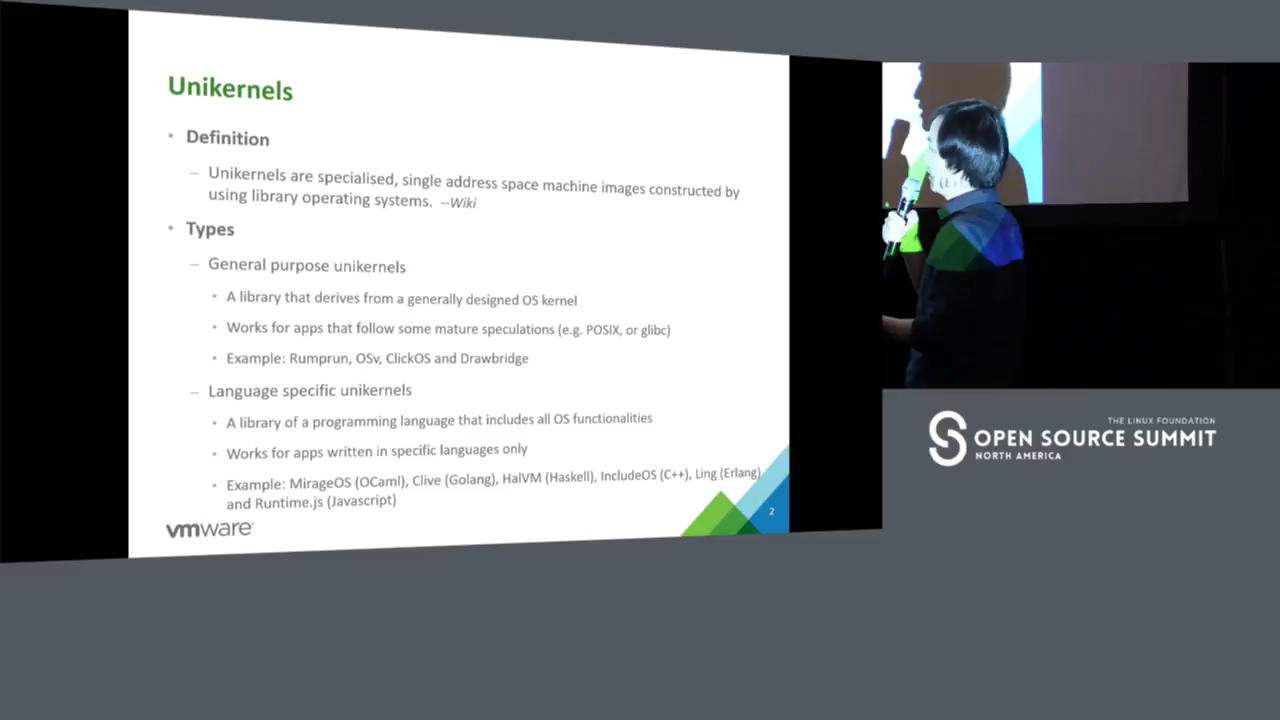 Unikernels
• Definition
– Unikernels are specialised, single address space machine images constructed by
using library operating systems. --Wiki
• Types
– General purpose unikernels
• A library that derives from a generally designed OS kernel
• Works for apps that follow some mature speculations (e.g. POSIX, or glibc)
• Example: Rumprun, OSv, ClickOS and Drawbridge
– Language specific unikernels
• A library of a programming language that includes all OS functionalities
• Works for apps written in specific languages only
• Example: MirageOS (OCaml), Clive (Golang), HalVM (Haskell), IncludeOS (C++), Ling (Erlang)
and Runtime.js (Javascript)
vmware
2
THE LINUX FOUNDATION
OPEN SOURCE SUMMIT
NORTH AMERICA